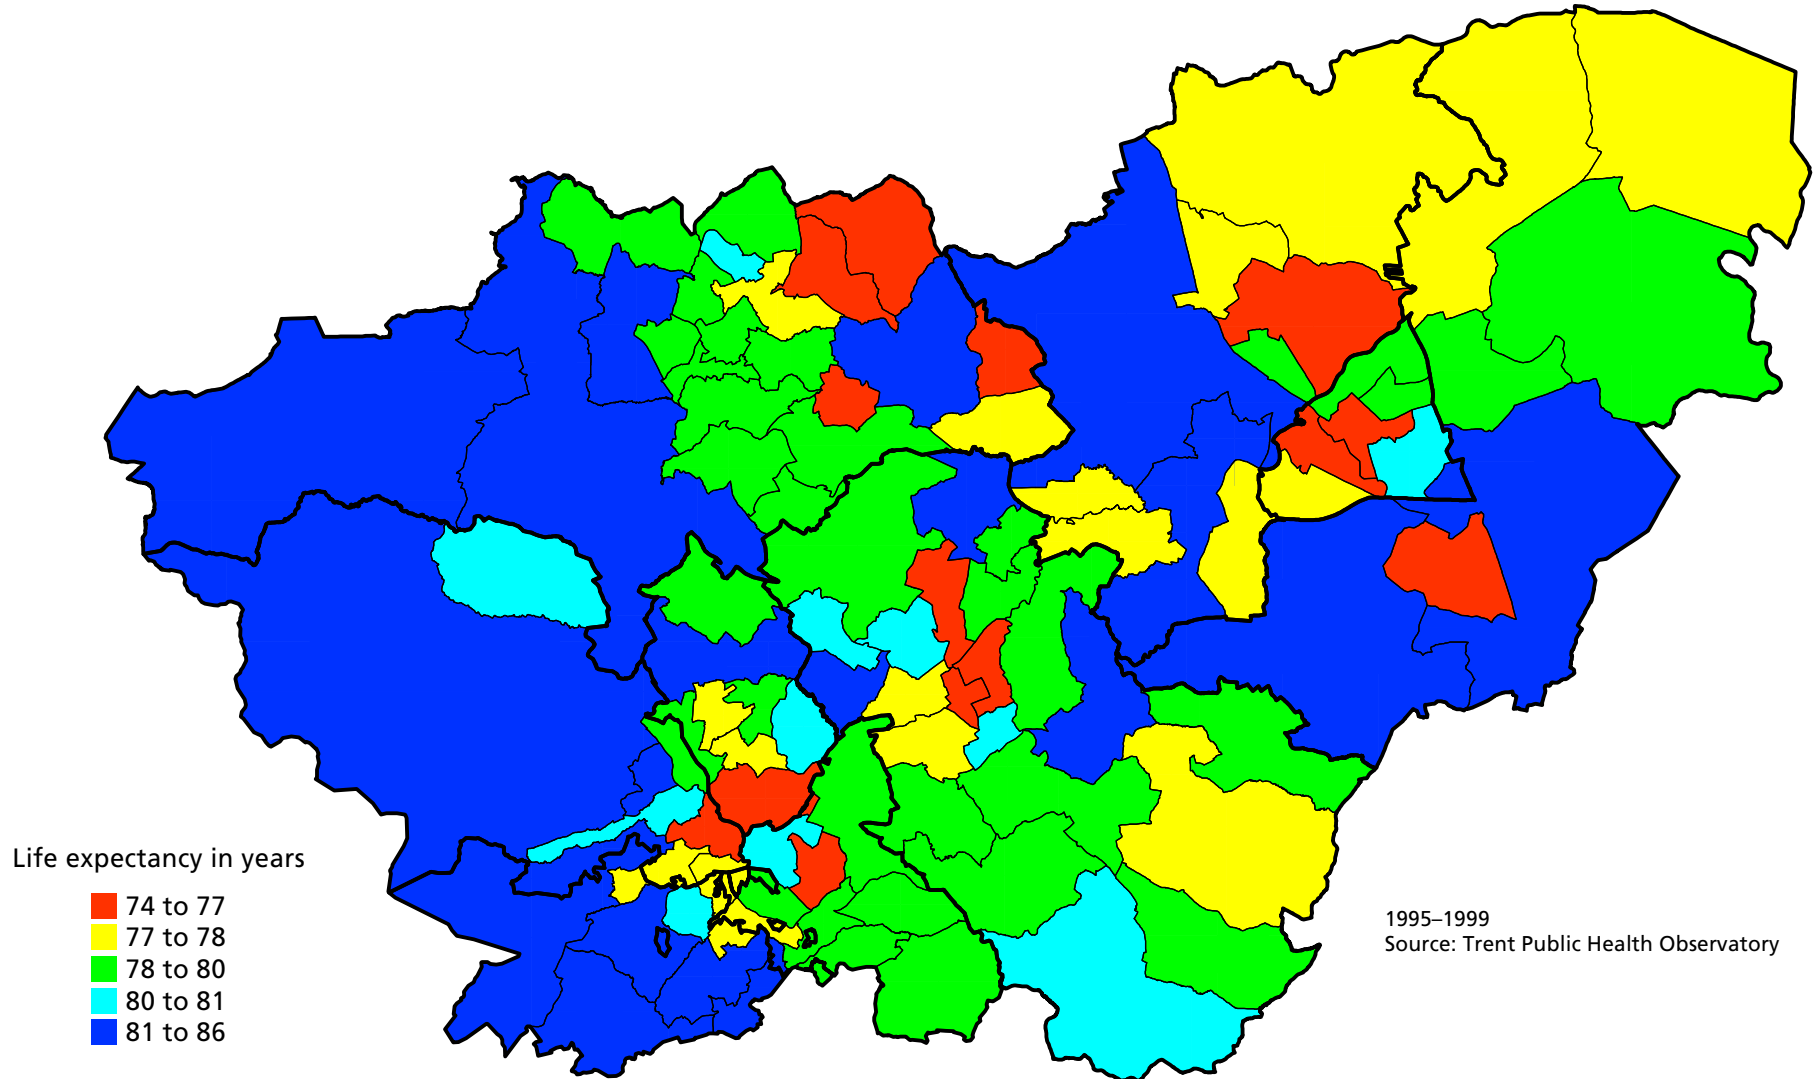 Life expectancy in years
74 to 77
77 to 78
78 to 80
80 to 81
81 to 86
1995–1999
Source: Trent Public Health Observatory